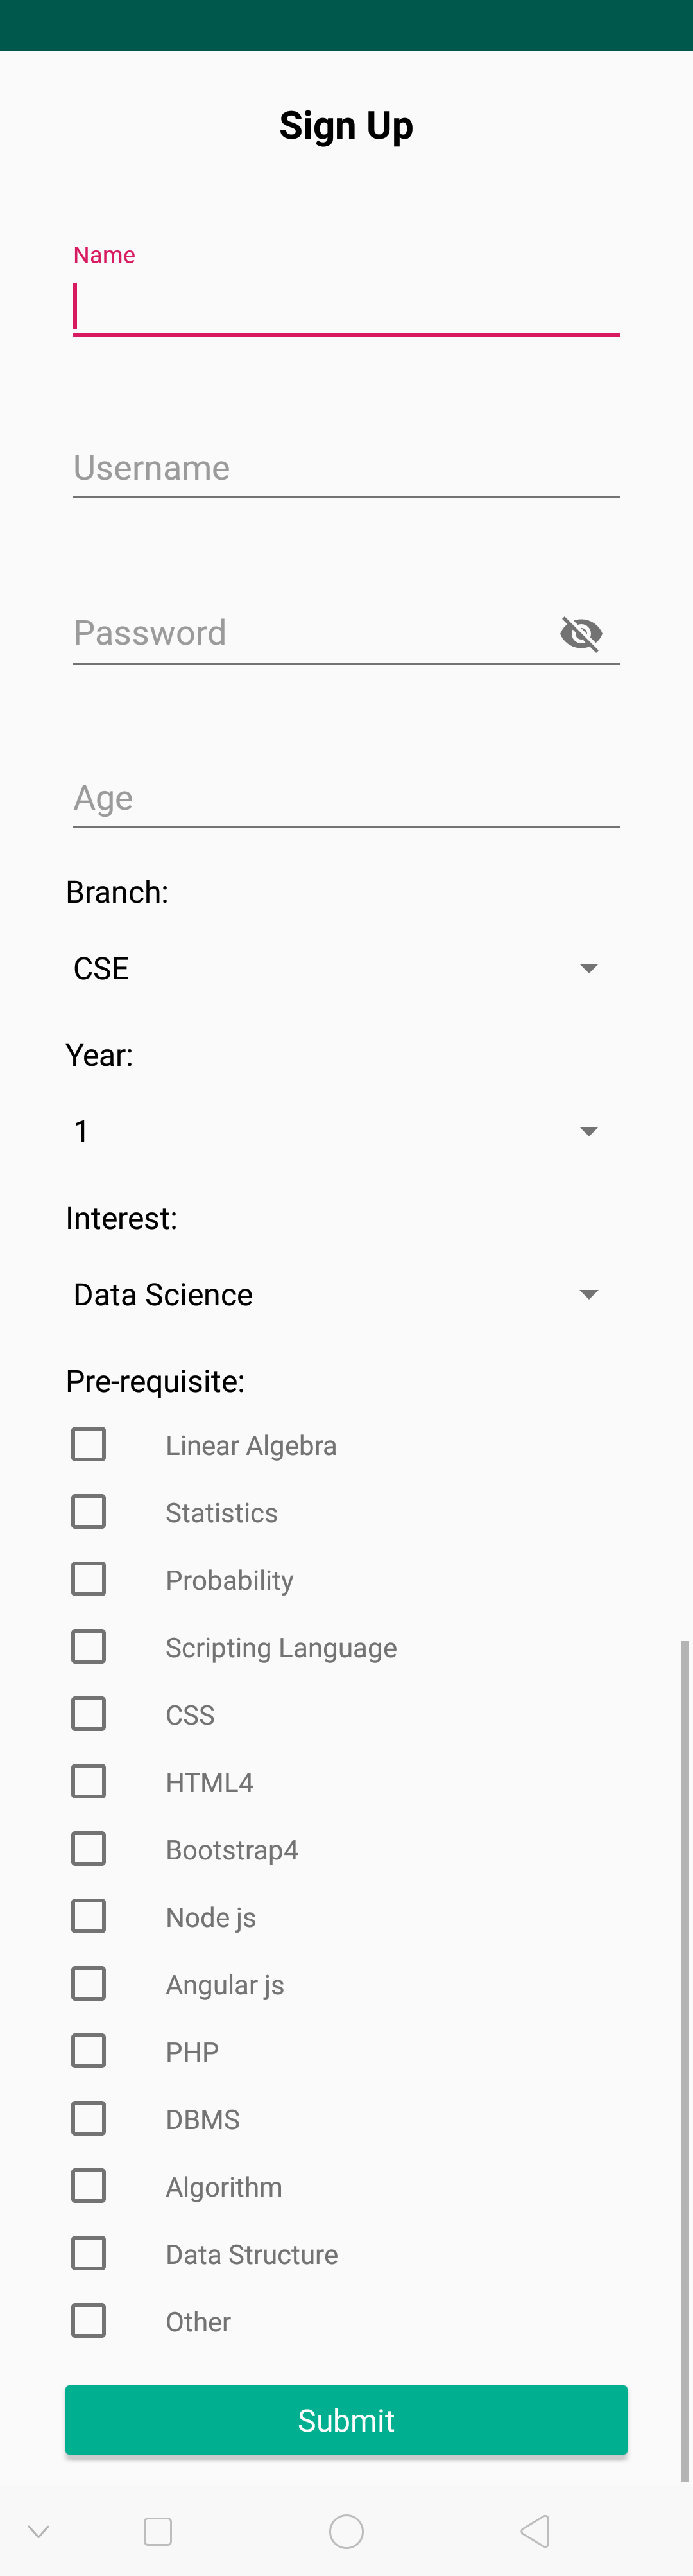 Sign Up
Name
Username
Password
Age
Branch:
CSE
Year:
1
Interest:
Data Science
Pre-requisite:
Linear Algebra
Statistics
Probability
Scripting Language
CSS
HTML4
Bootstrap4
Node js
Angular js
PHP
DBMS
Algorithm
Data Structure
Other
Submit